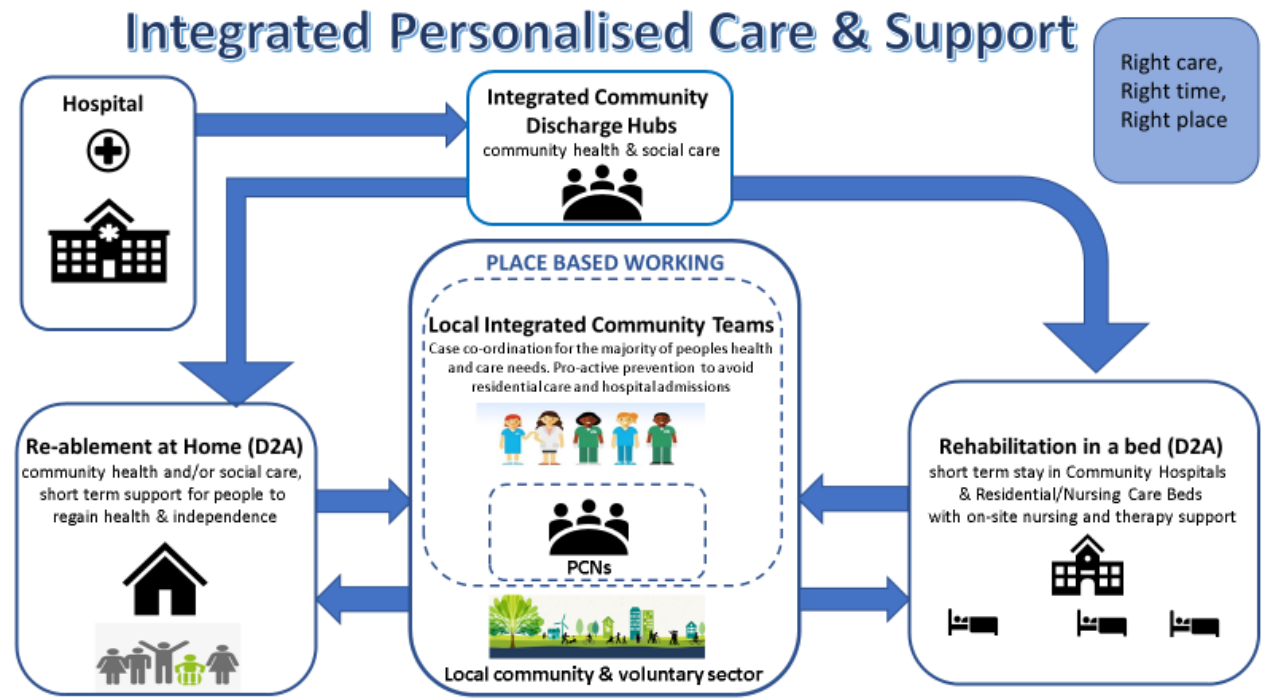 Integrated Personalised Care & Support
Right care,
Right time,
Right place
Hospital
Integrated Community
Discharge Hubs
community health & social care
PLACE BASED WORKING
Local Integrated Community Teams
Case co-ordination for the majority of peoples health
and care needs. Pro-active prevention to avoid
residential care and hospital admissions
PCNs
Local community & voluntary sector
Re-ablement at Home (D2A)
community health and/or social care,
short term support for people to
regain health & independence
Rehabilitation in a bed (D2A)
short term stay in Community Hospitals
& Residential/Nursing Care Beds
with on-site nursing and therapy support